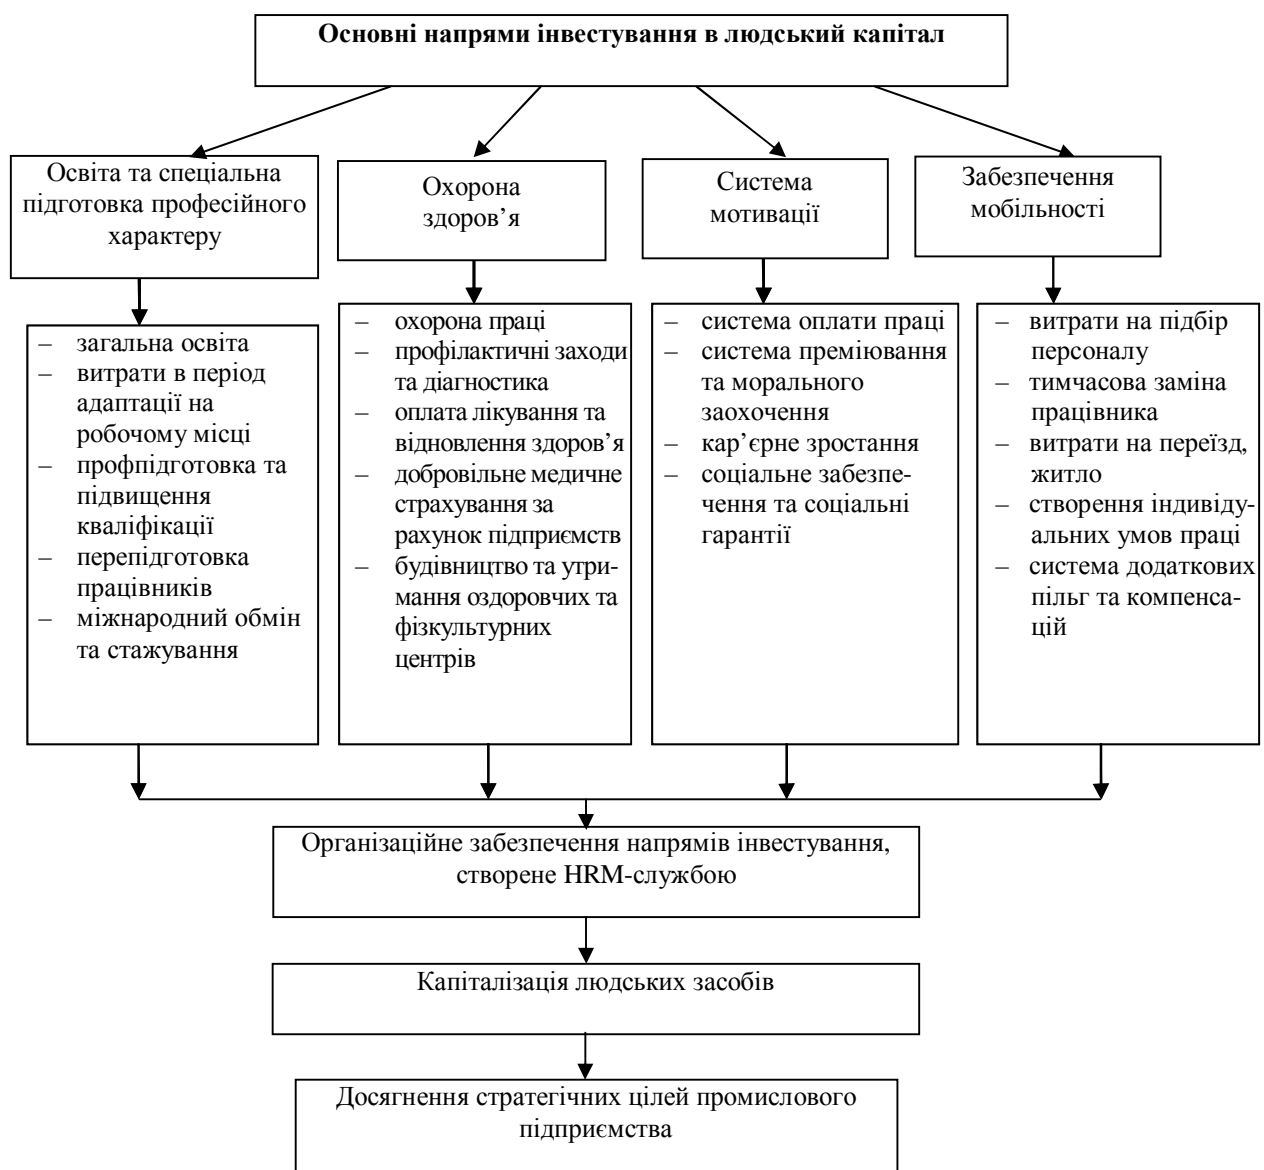 Основні напрями інвестування в людський капітал
Освіта та спеціальна
підготовка професійного
характеру
Охорона
здоров’я
Система
мотивації
Забезпечення
мобільності
– загальна освіта
– витрати в період
адаптації на
робочому місці
– профпідготовка та
підвищення
кваліфікації
– перепідготовка
працівників
– міжнародний обмін
та стажування
– охорона праці
– профілактичні заходи
та діагностика
– оплата лікування та
відновлення здоров’я
– добровільне медичне
страхування за
рахунок підприємств
– будівництво та утри-
мання оздоровчих та
фізкультурних
центрів
– система оплати праці
– система преміювання
та морального
заохочення
– кар’єрне зростання
– соціальне забезпе-
чення та соціальні
гарантії
– витрати на підбір
персоналу
– тимчасова заміна
працівника
– витрати на переїзд,
житло
– створення індивіду-
альних умов праці
– система додаткових
пільг та компенса-
цій
Організаційне забезпечення напрямів інвестування,
створене HRM-службою
Капіталізація людських засобів
Досягнення стратегічних цілей промислового
підприємства